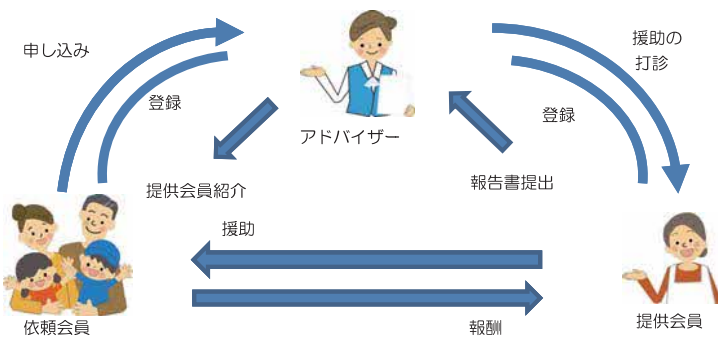 申し込み
援助の
打診
登録
登録
アドバイザー
提供会員紹介
報告書提出
援助
依頼会員
報酬
提供会員